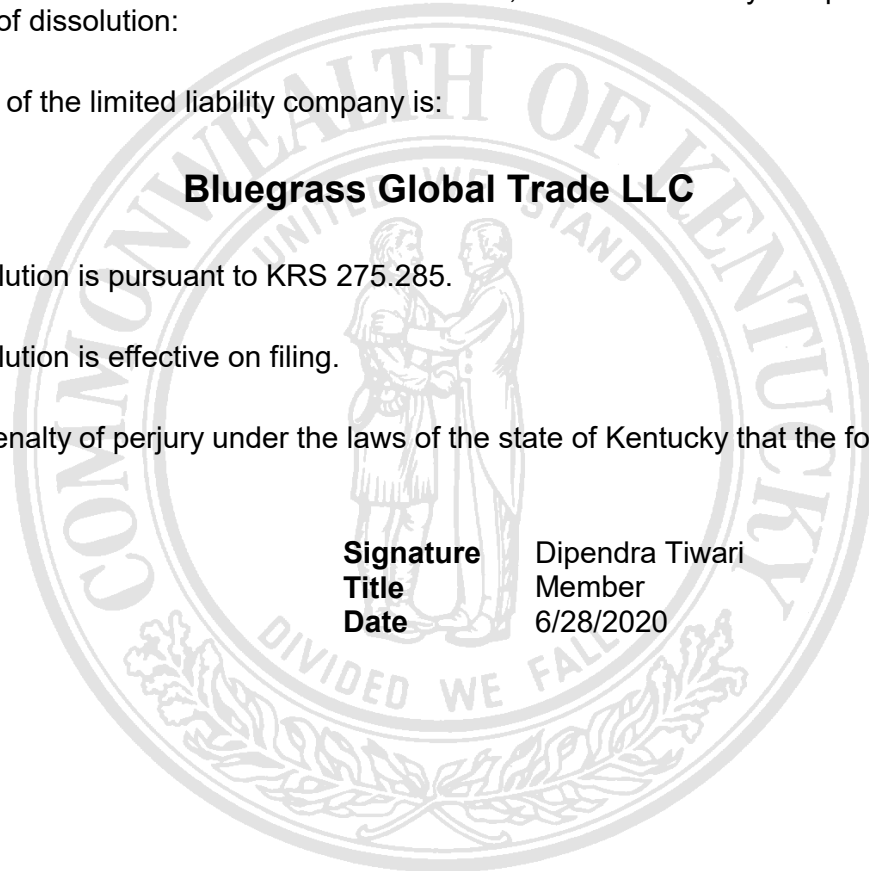 of dissolution:
of the limited liability company is:
Bluegrass Global Trade LLC
lution is pursuant to KRS 275.285.
lution is effective on filing.
enalty of perjury under the laws of the state of Kentucky that the fo
Signature Dipendra Tiwari
Title Member
Date 6/28/2020
COMMONWEALTH OF KENTUCKY
UNITED WE STAND
DIVIDED WE FALL